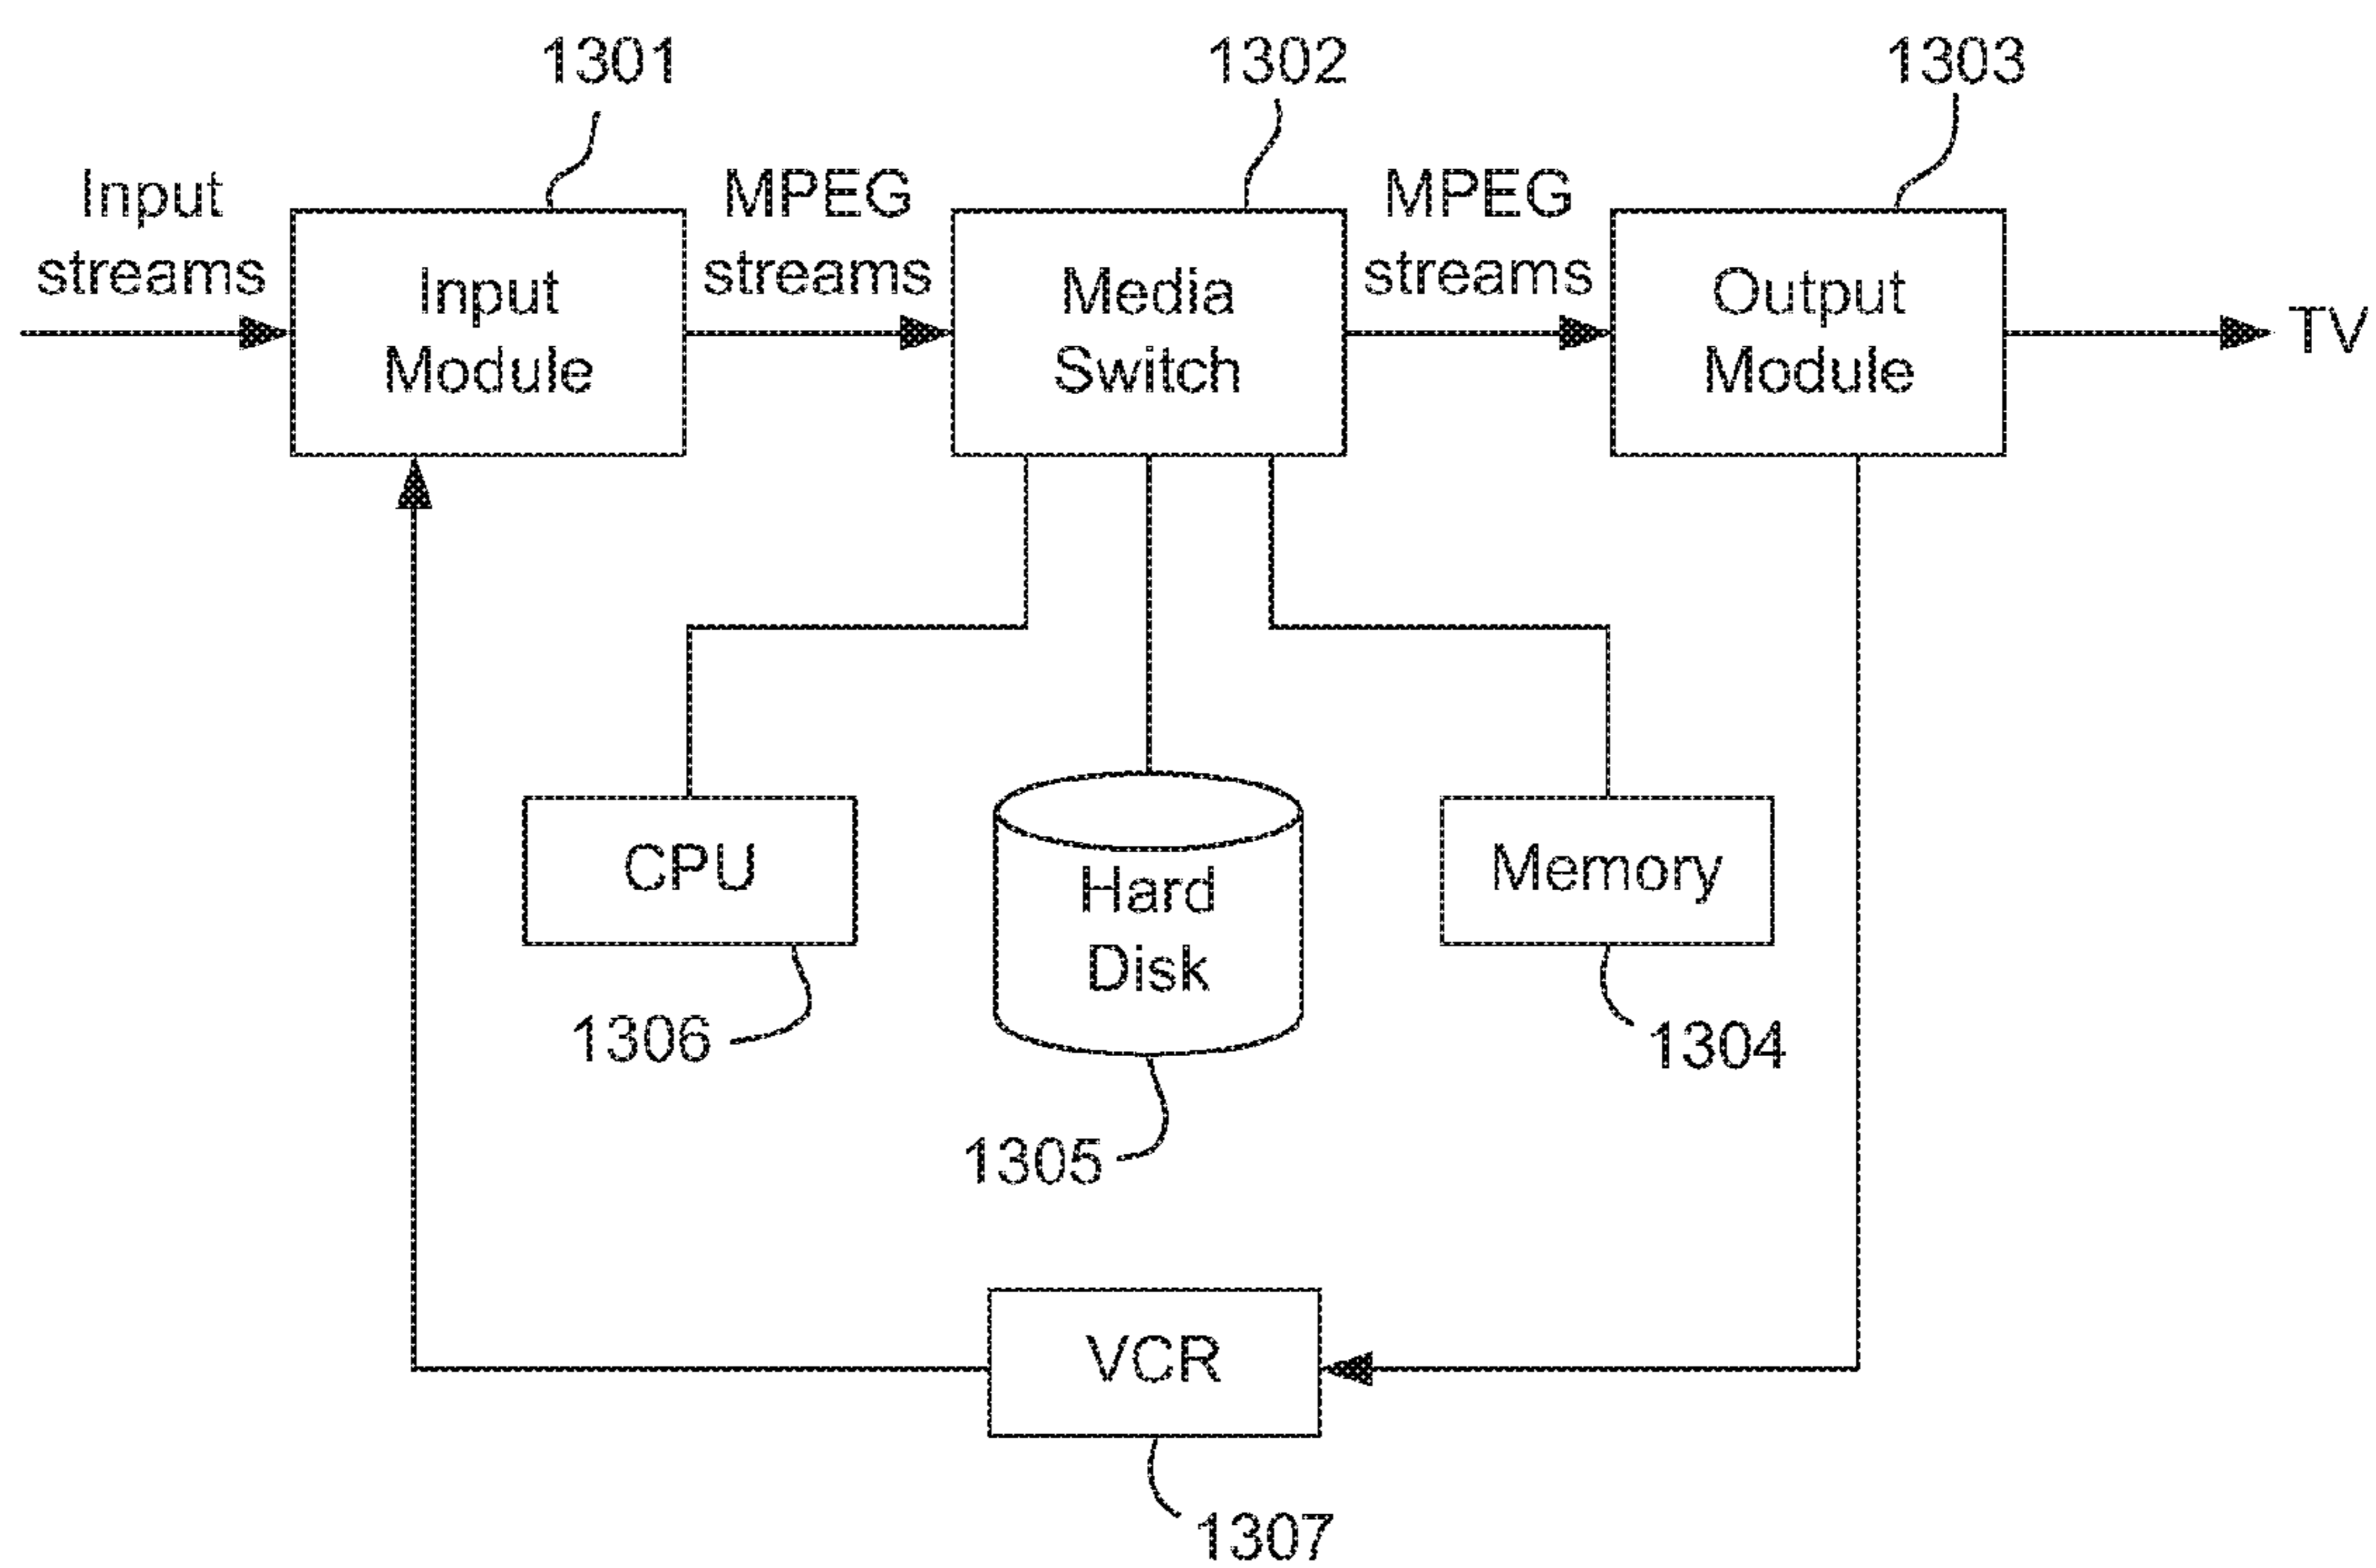 1301
1302
1303
Input
streams
MPEG
streams
MPEG
streams
Input
Module
Media
Switch
Output
Module
TV
CPU
Hard
Disk
Memory
1306
1304
1305
VCR
1307